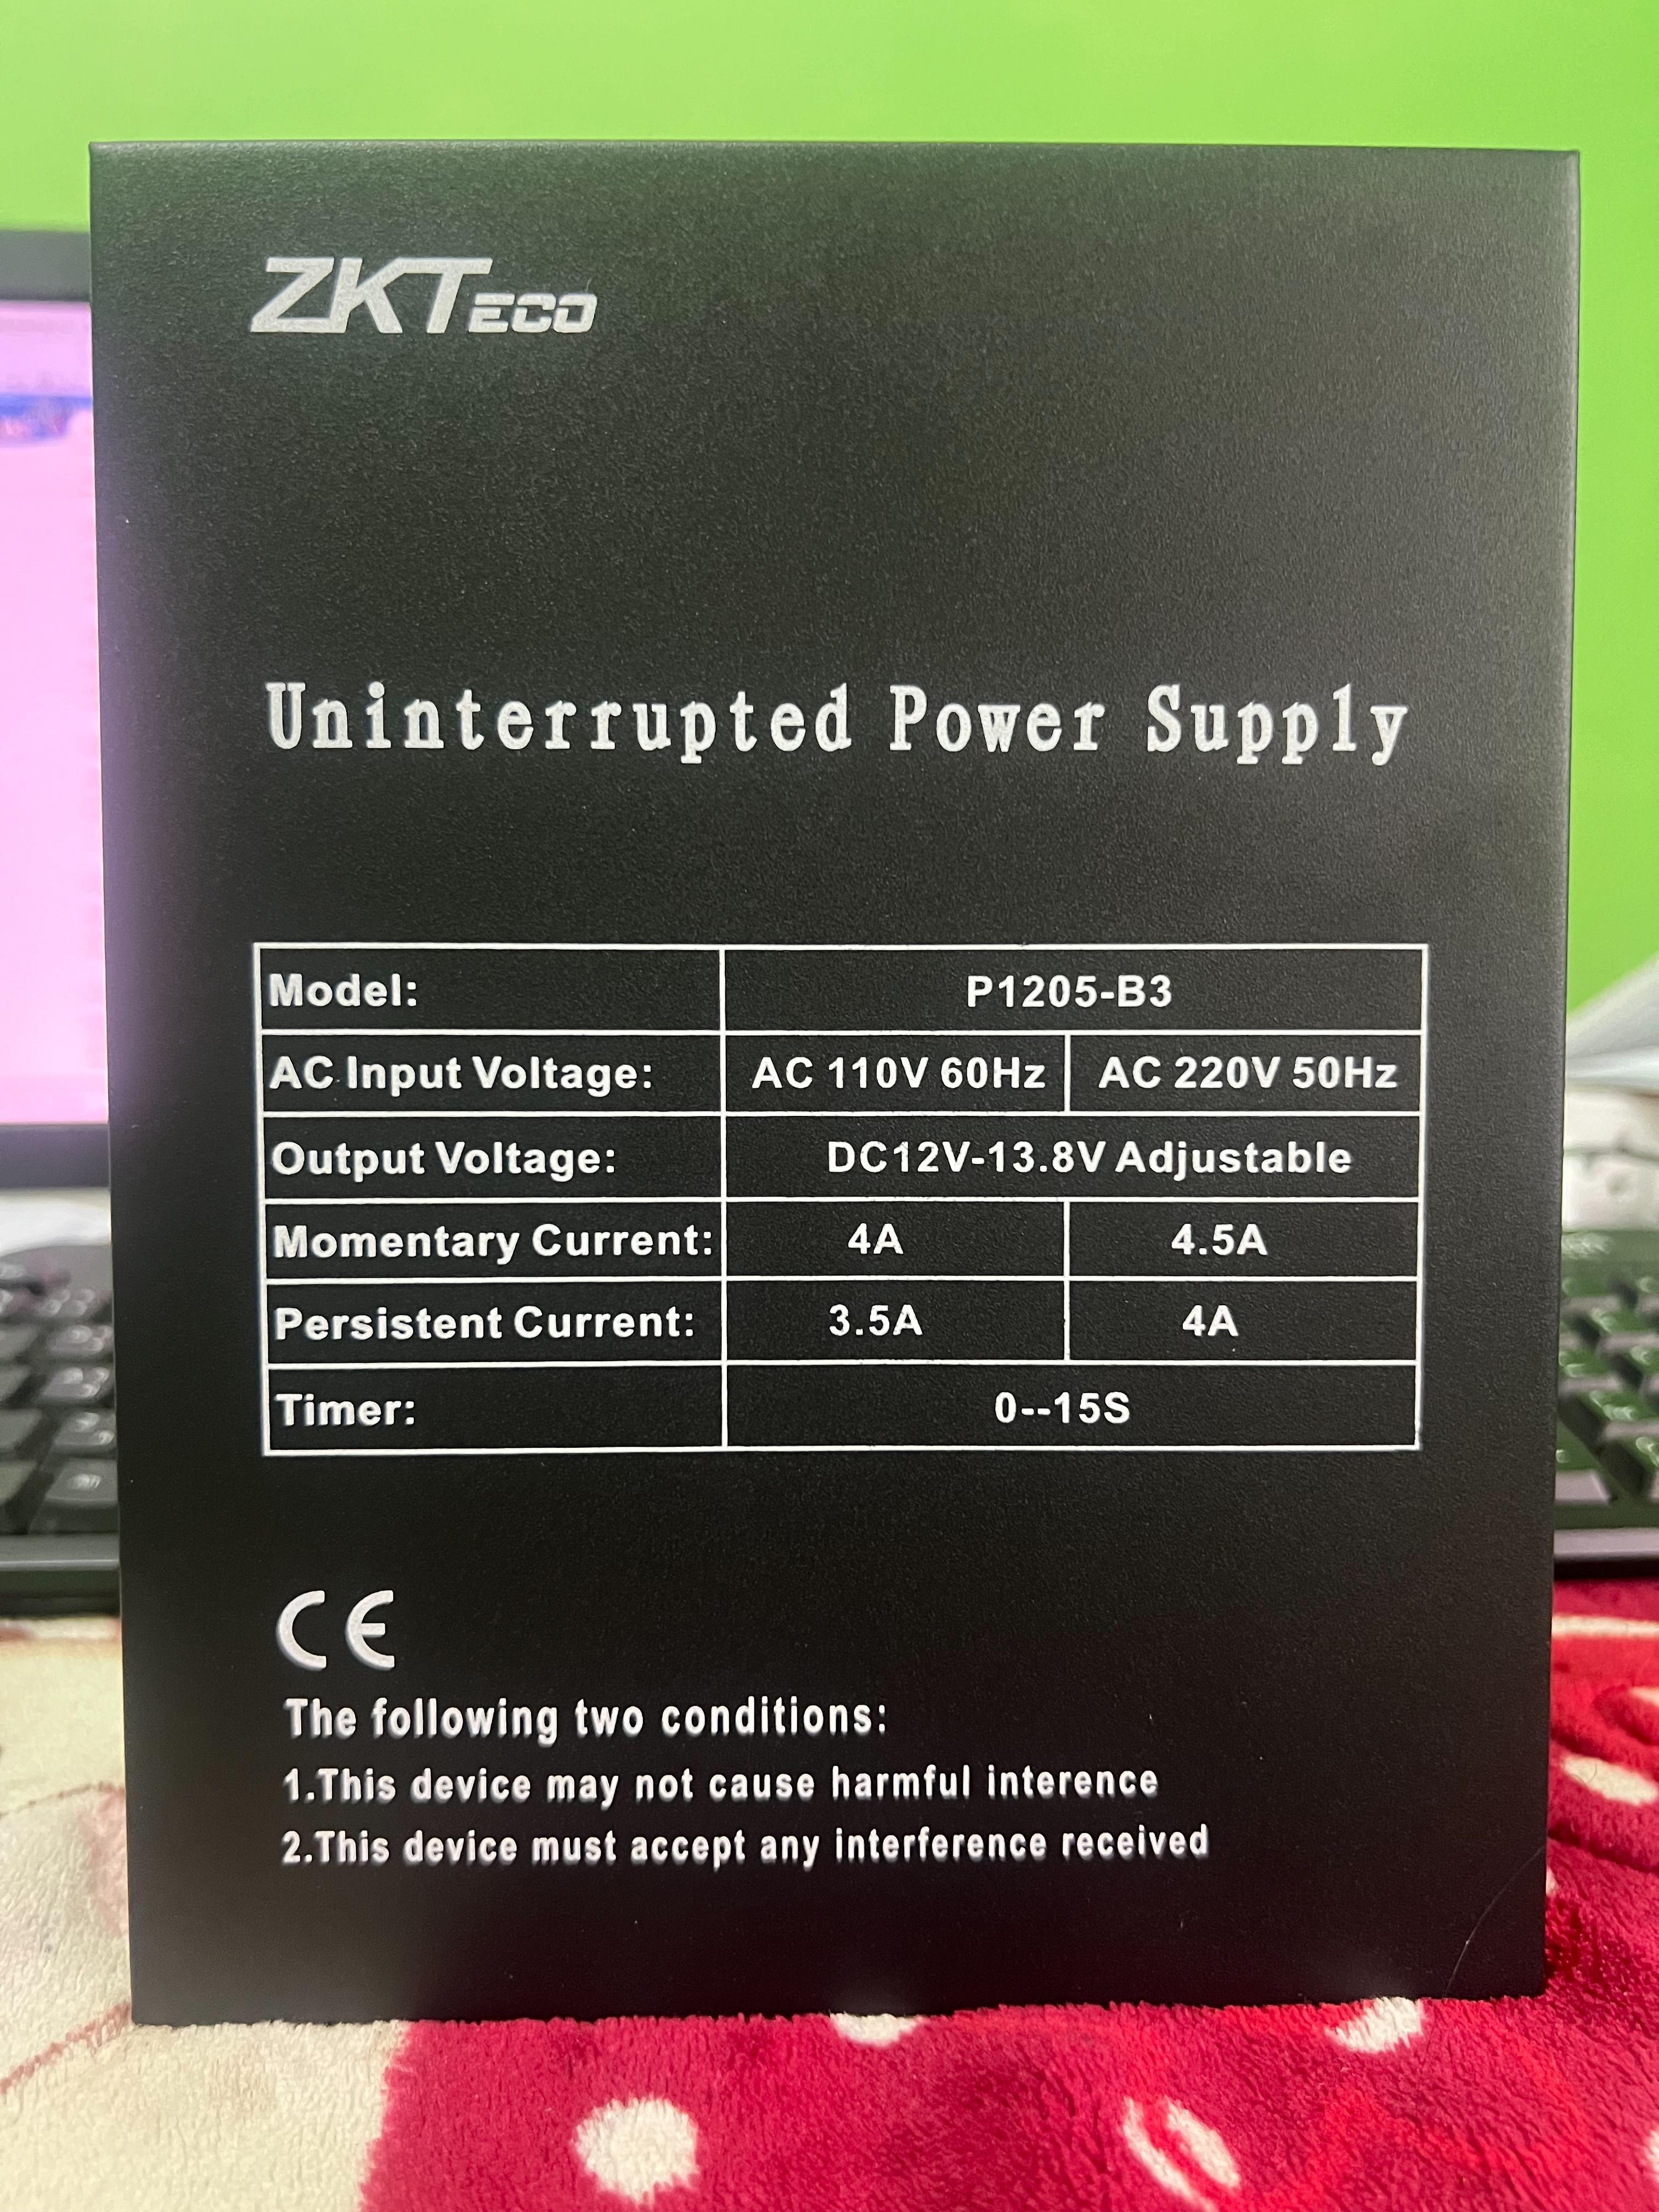 ZKTECO
Uninterrupted Power Supply
Model: P1205-B3
AC Input Voltage: AC 110V 60Hz AC 220V 50Hz
Output Voltage: DC12V-13.8V Adjustable
Momentary Current: 4A 4.5A
Persistent Current: 3.5A 4A
Timer: 0--15S
CE
The following two conditions:
1.This device may not cause harmful interence
2.This device must accept any interference received